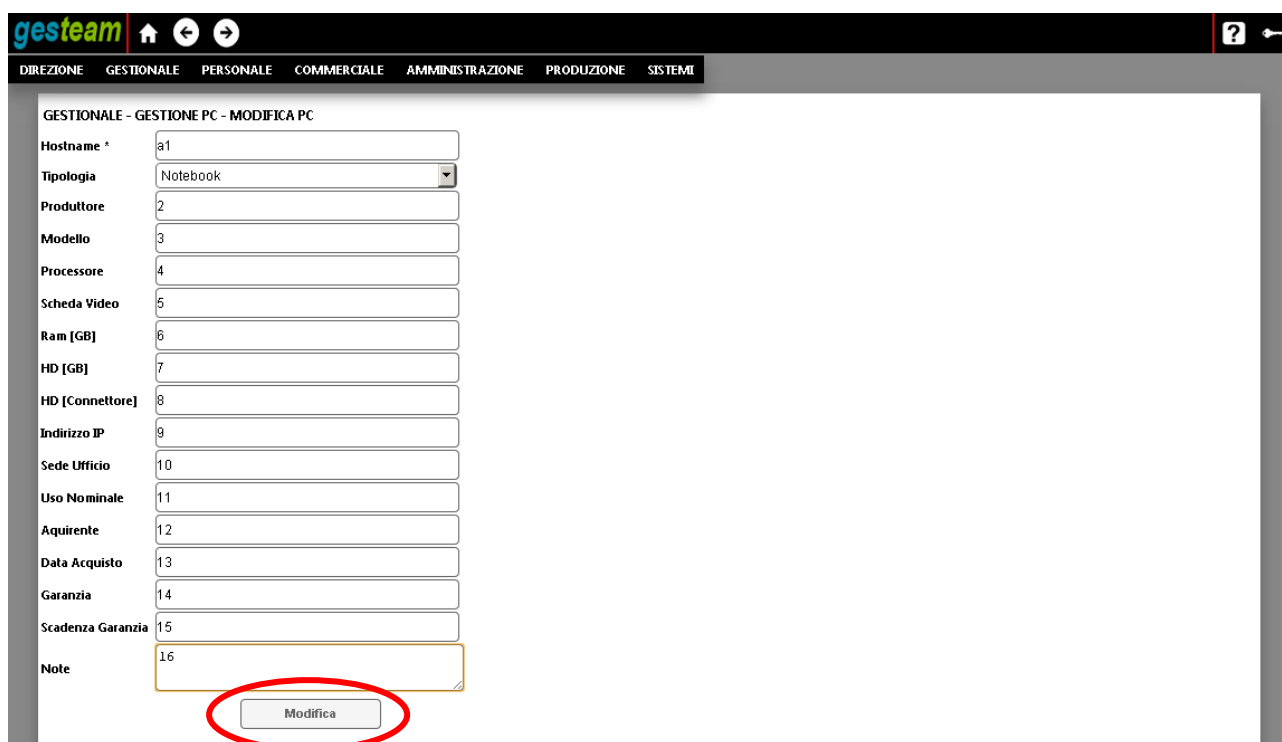 gesteam
DIREZIONE GESTIONALE PERSONALE COMMERCIALE AMMINISTRAZIONE PRODUZIONE SISTEMI
GESTIONALE - GESTIONE PC - MODIFICA PC
Hostname * a1
Tipologia Notebook
Produttore 2
Modello 3
Processore 4
Scheda Video 5
Ram [GB] 6
HD [GB] 7
HD [Connettore] 8
Indirizzo IP 9
Sede Ufficio 10
Uso Nominale 11
Aquirente 12
Data Acquisto 13
Garanzia 14
Scadenza Garanzia 15
Note 16
Modifica